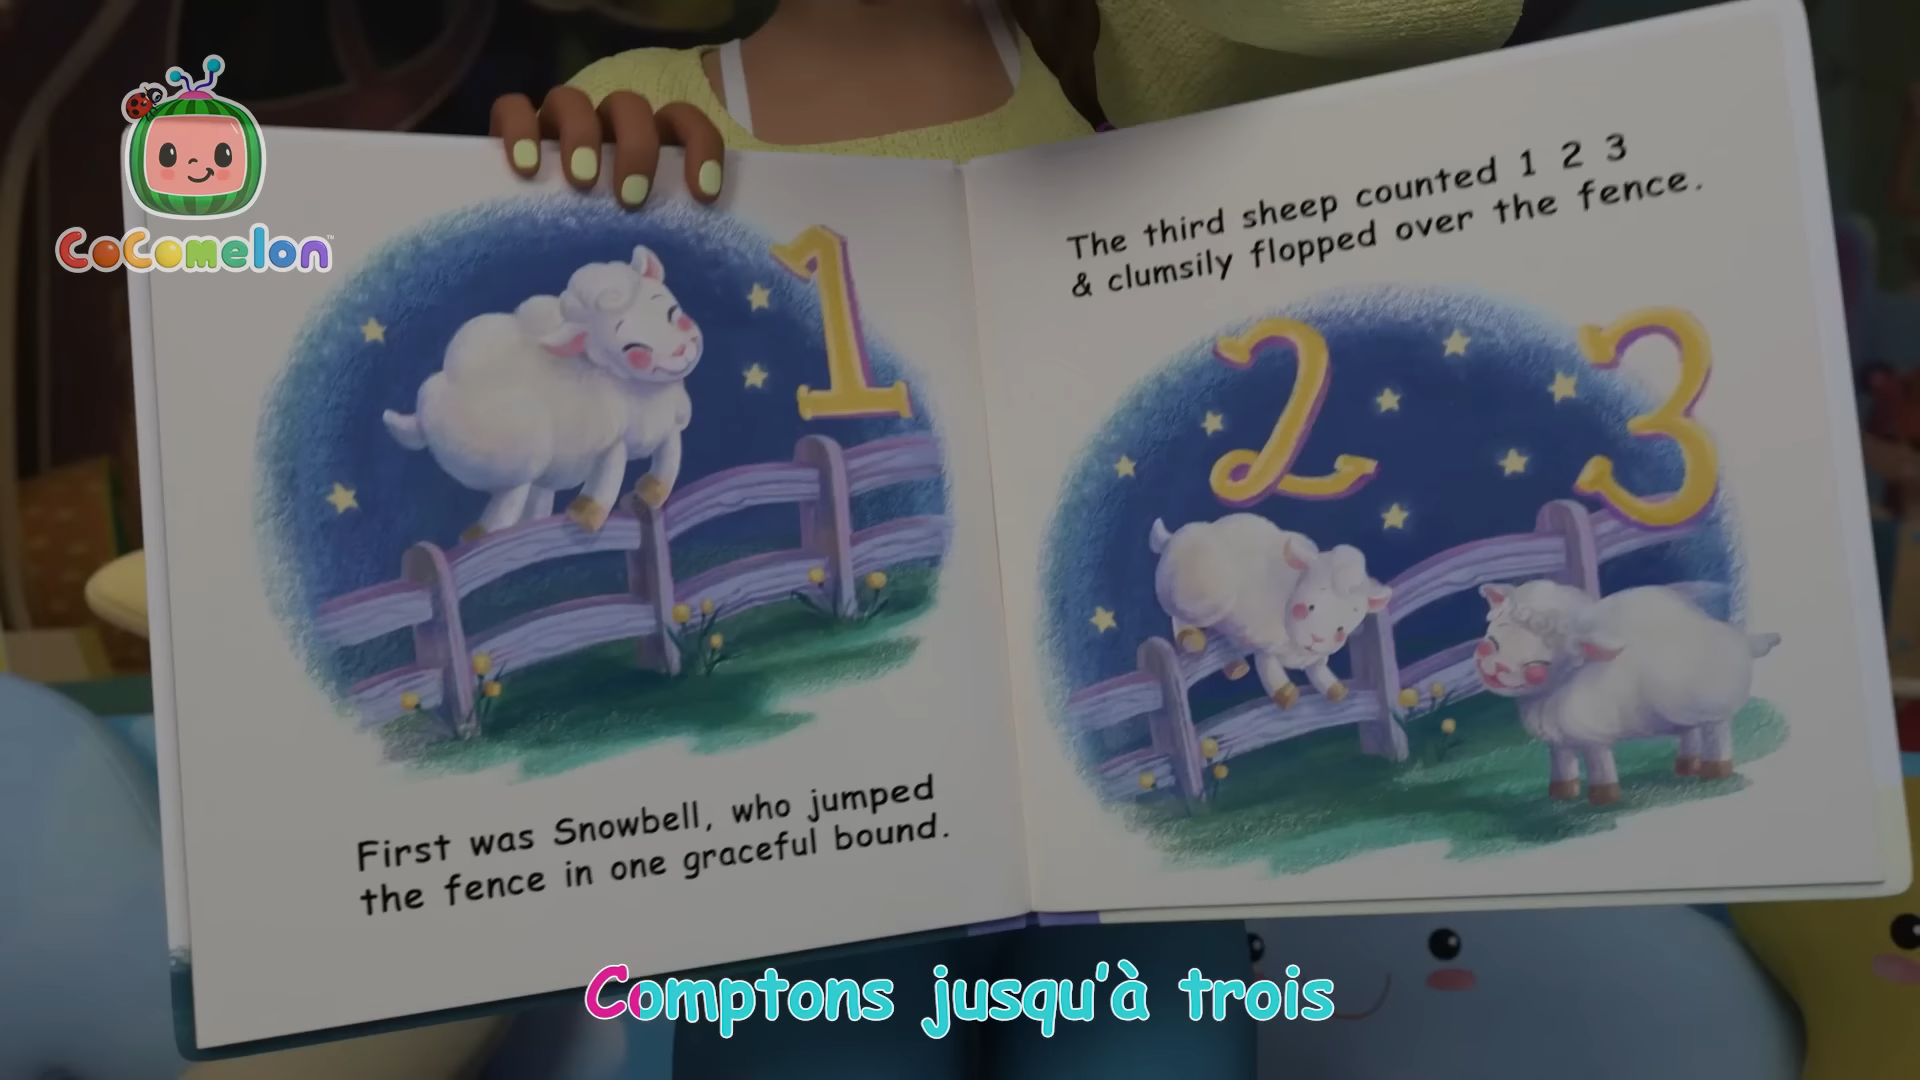 CoComelon™
1
First was Snowbell, who jumped
the fence in one graceful bound.
The third sheep counted 1 2 3
& clumsily flopped over the fence.
2 3
Comptons jusqu'à trois